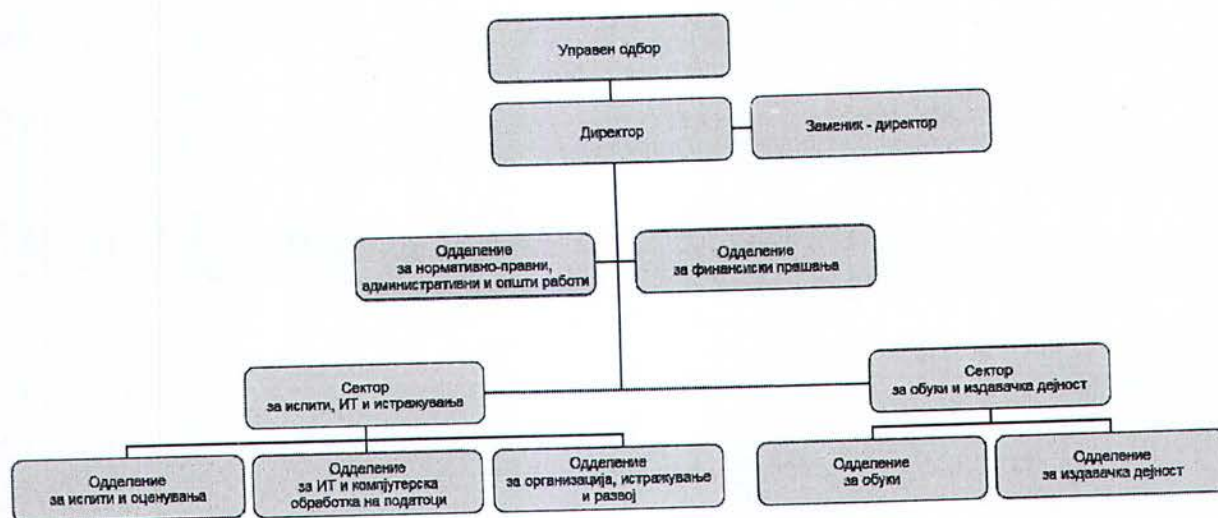 Управен одбор
Директор
Заменик - директор
Одделение
за нормативно-правни,
административни и општи работи
Одделение
за финансиски прашања
Сектор
за испити, ИТ и истражувања
Сектор
за обуки и издавачка дејност
Одделение
за испити и оценувања
Одделение
за ИТ и компјутерска
обработка на податоци
Одделение
за организација, истражување
и развој
Одделение
за обуки
Одделение
за издавачка дејност